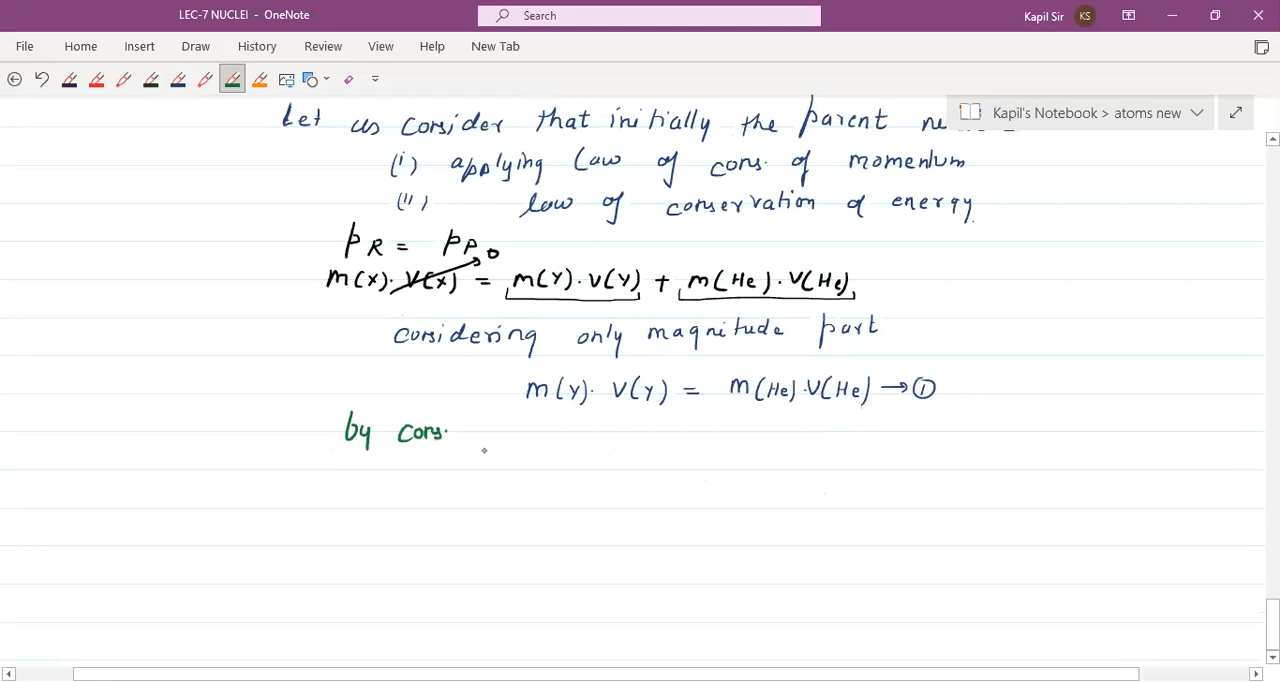 LEC-7 NUCLEI - OneNote
Search
Kapil Sir KS
File Home Insert Draw History Review View Help New Tab
Kapil's Notebook > atoms new
Let us consider that initially the parent
(i) applying Law of cons. of momentum
(ii) law of conservation of energy
PR = PP
m(X). V(X) 0 = m(Y). V(Y) + m(He). V(He)
considering only magnitude part
m(Y). V(Y) = m(He).V(He) → ①
by cons.